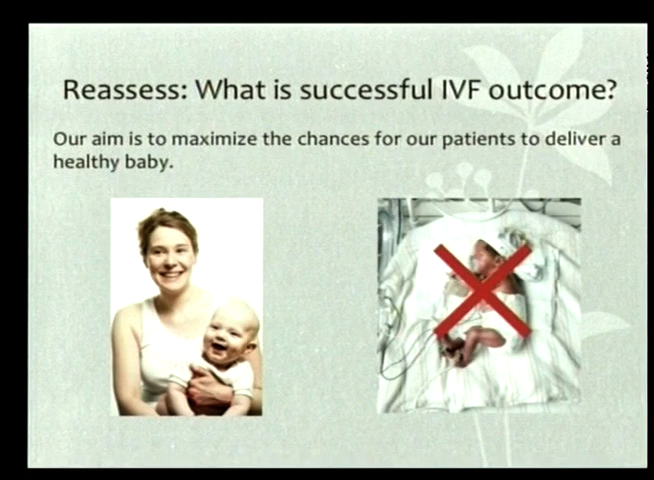 Reassess: What is successful IVF outcome?
Our aim is to maximize the chances for our patients to deliver a
healthy baby.